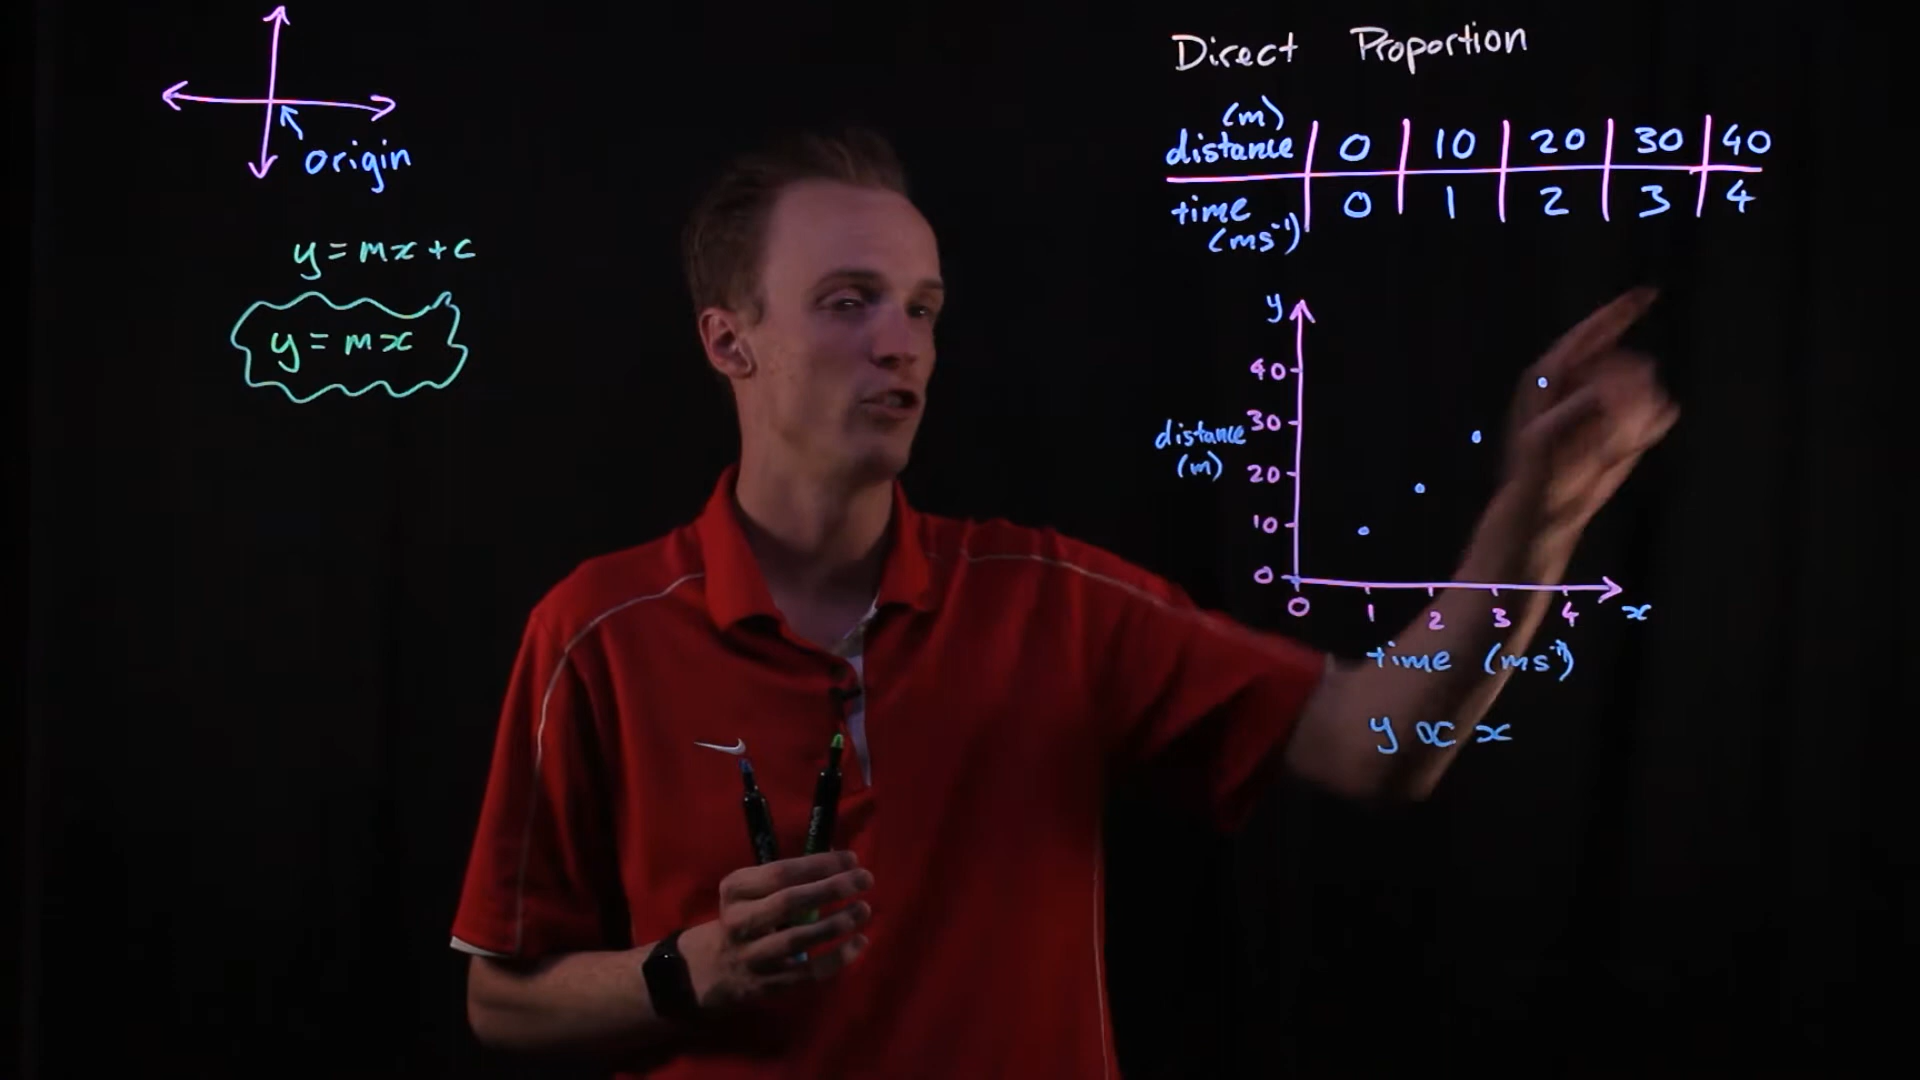 origin
y = mx + c
y = mx
Direct Proportion
(m)
distance 0 10 20 30 40
time 0 1 2 3 4
(ms⁻¹)
y
40
30
distance
(m)
20
10
0
0 1 2 3 4 x
time (ms⁻¹)
y ∝ x